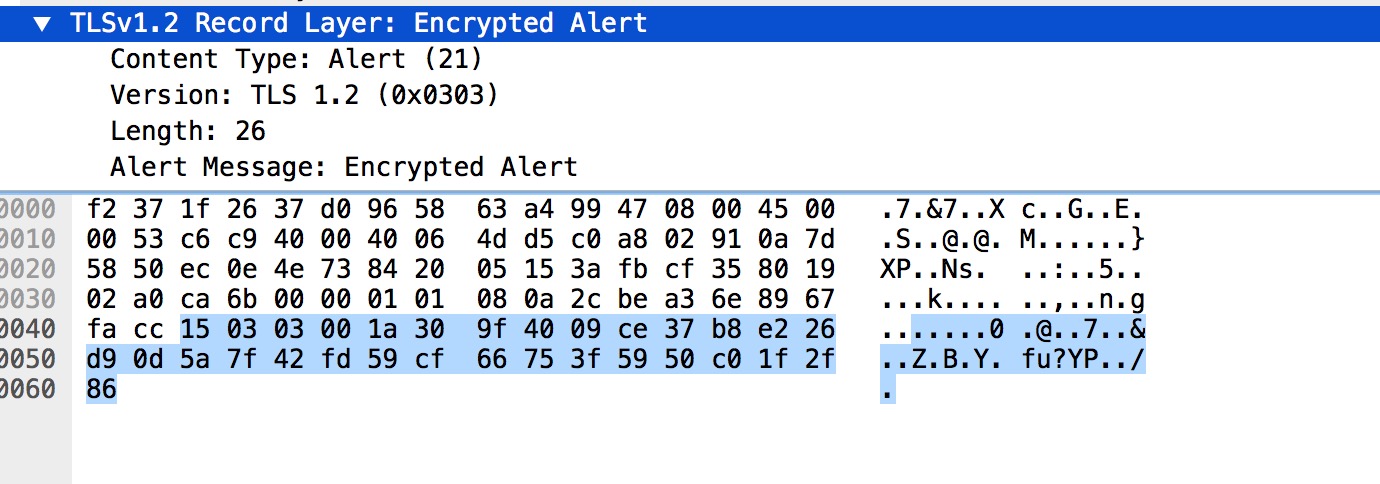 ▼ TLSv1.2 Record Layer: Encrypted Alert
Content Type: Alert (21)
Version: TLS 1.2 (0x0303)
Length: 26
Alert Message: Encrypted Alert
0000 f2 37 1f 26 37 d0 96 58 63 a4 99 47 08 00 45 00 .7.&7..X c..G..E.
0010 00 53 c6 c9 40 00 40 06 4d d5 c0 a8 02 91 0a 7d .S..@.@. M......}
0020 58 50 ec 0e 4e 73 84 20 05 15 3a fb cf 35 80 19 XP..Ns.  ..:..5..
0030 02 a0 ca 6b 00 00 01 01 08 0a 2c be a3 6e 89 67 ...k.... ..,..n.g
0040 fa cc 15 03 03 00 1a 30 9f 40 09 ce 37 b8 e2 26 .......0 .@..7..&
0050 d9 0d 5a 7f 42 fd 59 cf 66 75 3f 59 50 c0 1f 2f ..Z.B.Y. fu?YP../
0060 86 .